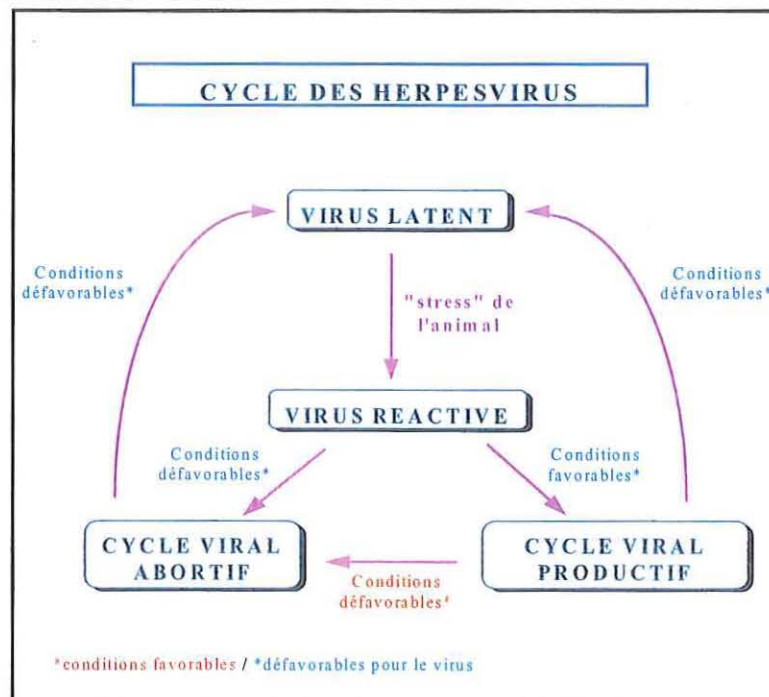 CYCLE DES HERPESVIRUS
VIRUS LATENT
Conditions
défavorables*
Conditions
défavorables*
"stress" de
l'animal
VIRUS REACTIVE
Conditions
défavorables*
Conditions
favorables*
CYCLE VIRAL
ABORTIF
CYCLE VIRAL
PRODUCTIF
Conditions
défavorables*
*conditions favorables / *défavorables pour le virus